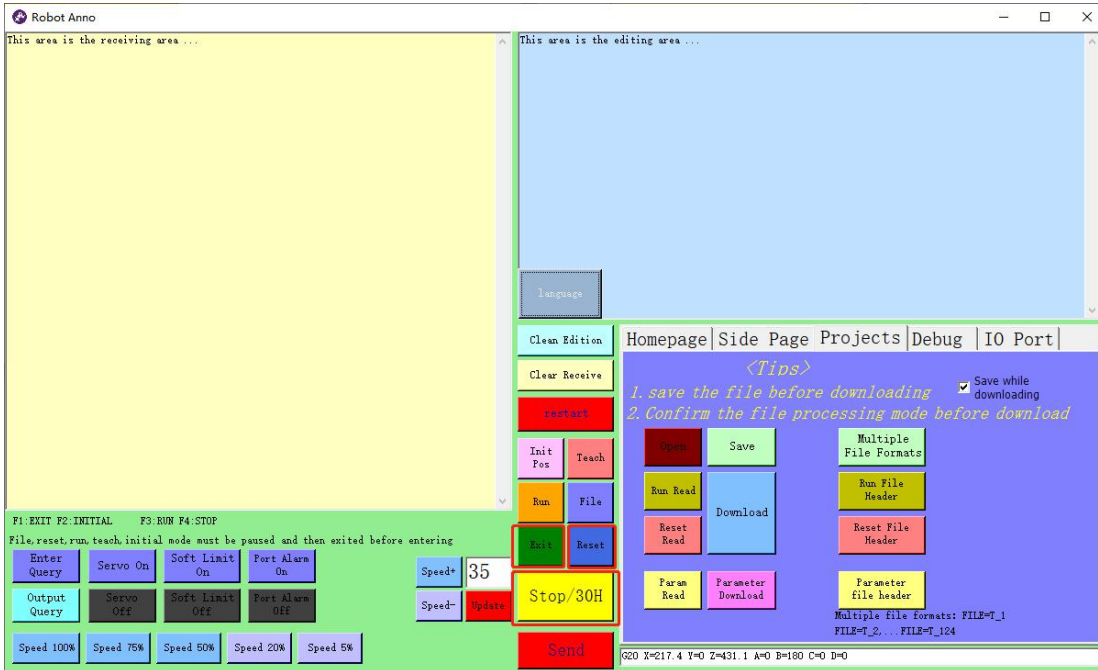 Robot Anno
This area is the receiving area ...
This area is the editing area ...
language
Clean Edition
Clear Receive
restart
Init
Pos
Teach
Run
File
Exit
Reset
Stop/30H
Send
F1:EXIT F2:INITIAL F3:RUN F4:STOP
File,reset,run,teach,initial mode must be paused and then exited before entering
Enter
Query
Servo On
Soft Limit
On
Port Alarm
On
Output
Query
Servo
Off
Soft Limit
Off
Port Alarm
Off
Speed+
35
Speed-
Update
Speed 100%
Speed 75%
Speed 50%
Speed 20%
Speed 5%
Homepage
Side Page
Projects
Debug
IO Port
<Tips>
1.save the file before downloading
2.Confirm the file processing mode before download
Save while
downloading
Open
Save
Multiple
File Formats
Run Read
Download
Run File
Header
Reset
Read
Reset File
Header
Param
Read
Parameter
Download
Parameter
file header
Multiple file formats: FILE=T_1
FILE=T_2,...FILE=T_124
G20 X=217.4 Y=0 Z=431.1 A=0 B=180 C=0 D=0